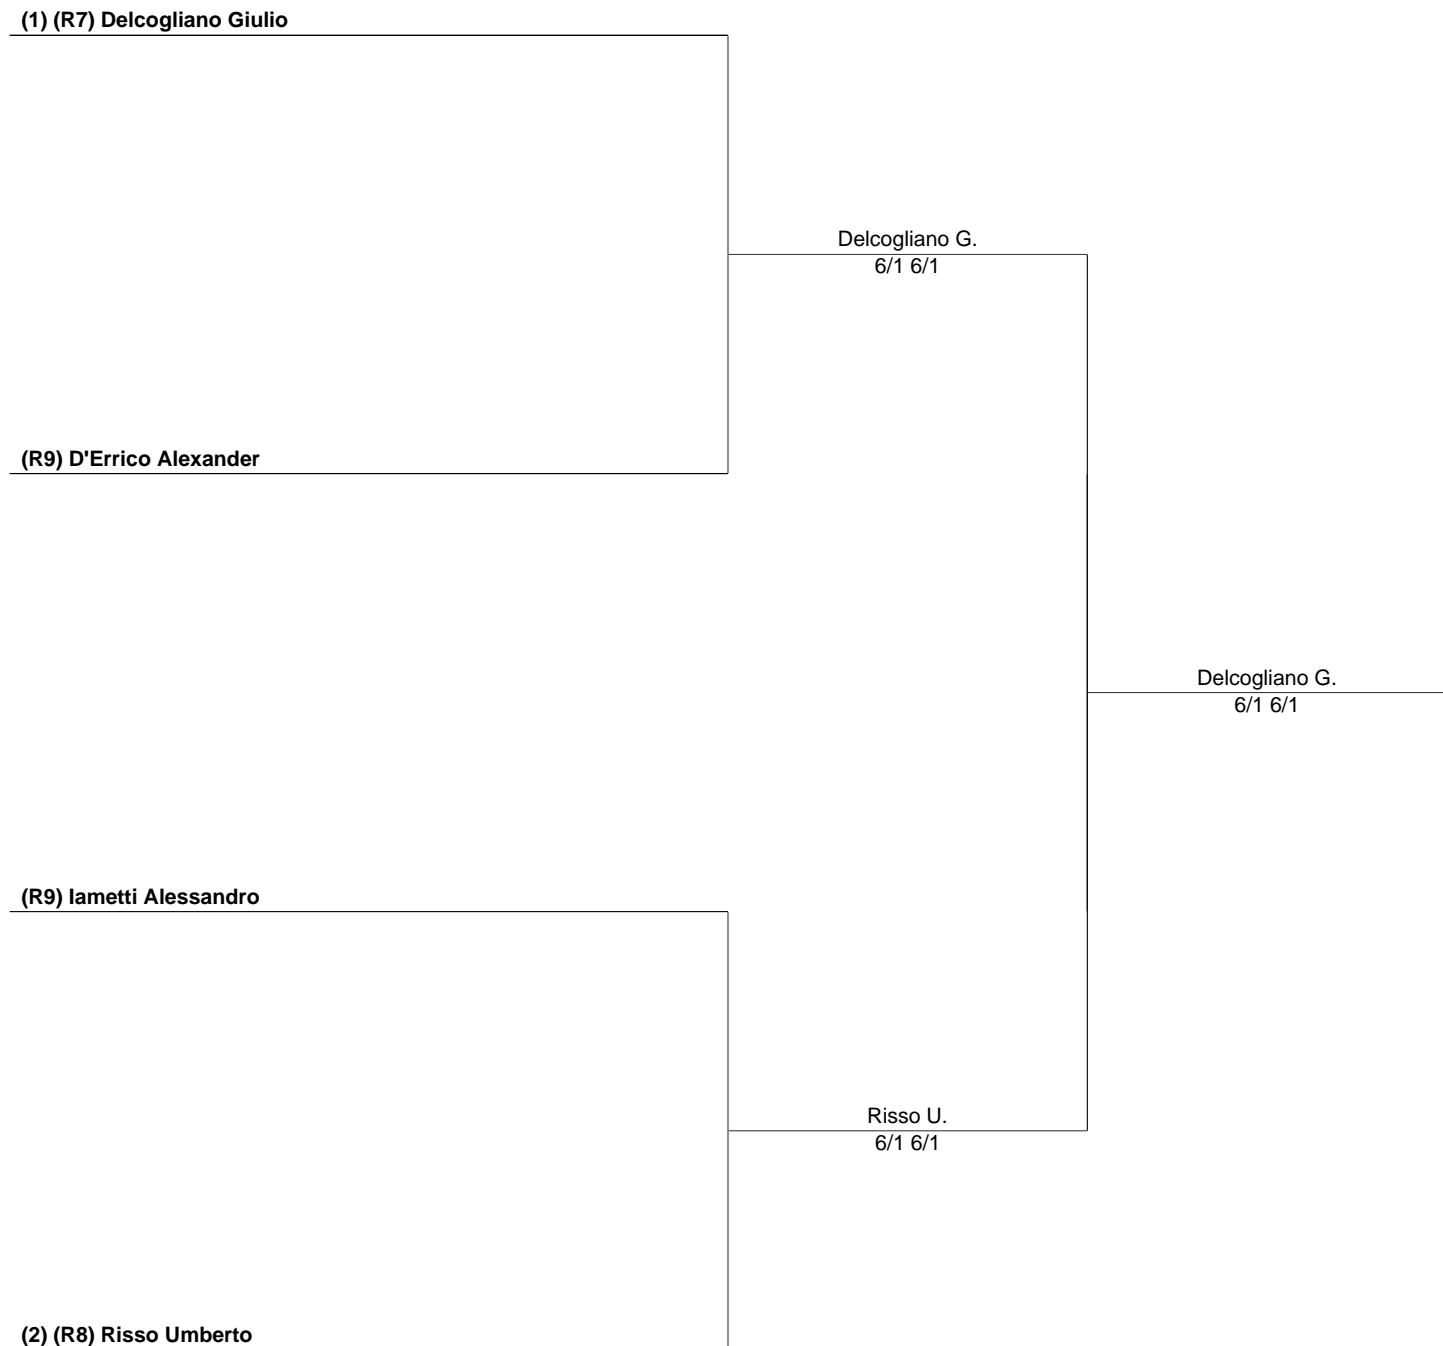 (1) (R7) Delcogliano Giulio
Delcogliano G.
6/1 6/1
(R9) D'Errico Alexander
Delcogliano G.
6/1 6/1
(R9) Iametti Alessandro
Risso U.
6/1 6/1
(2) (R8) Risso Umberto